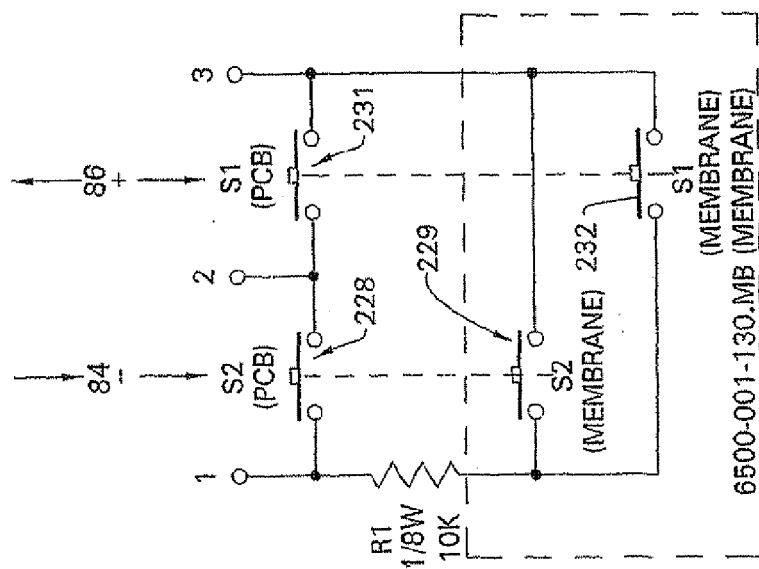 84
-
86
+
1
2
3
S2
(PCB)
S1
(PCB)
228
231
R1
1/8W
10K
229
S2
(MEMBRANE)
232
S1
(MEMBRANE)
6500-001-130.MB (MEMBRANE)